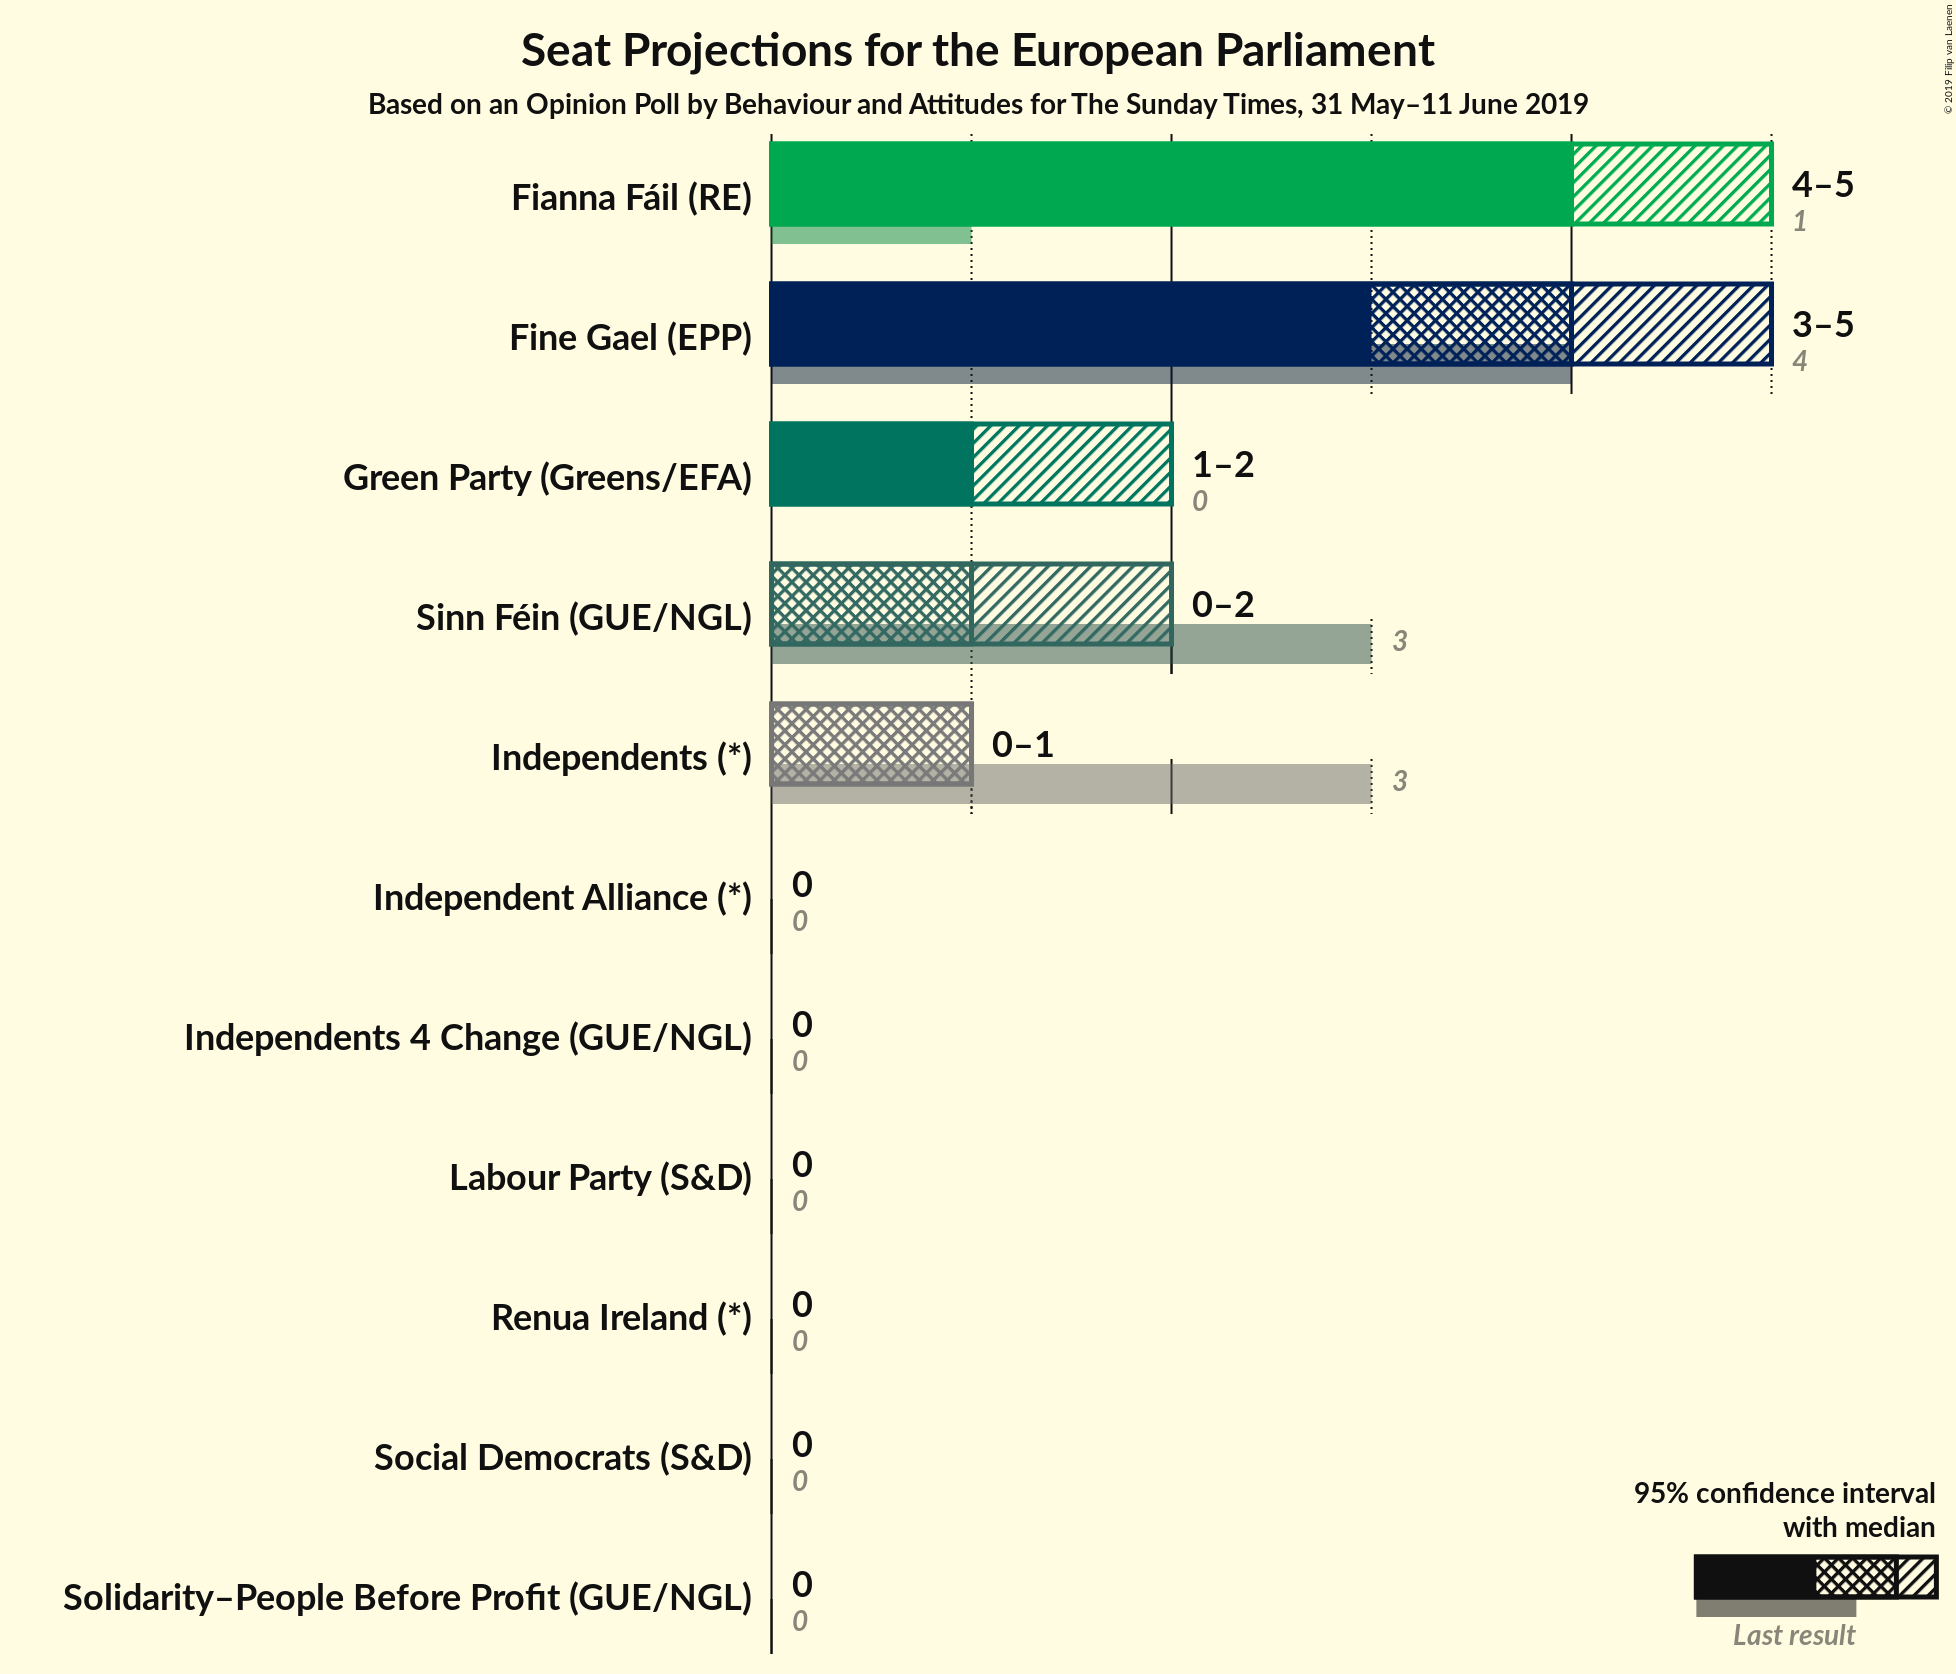 Seat Projections for the European Parliament
Based on an Opinion Poll by Behaviour and Attitudes for The Sunday Times, 31 May–11 June 2019
© 2019 Filip van Laenen
Fianna Fáil (RE)
4–5
1
Fine Gael (EPP)
3–5
4
Green Party (Greens/EFA)
1–2
0
Sinn Féin (GUE/NGL)
0–2
3
Independents (*)
0–1
3
Independent Alliance (*)
0
0
Independents 4 Change (GUE/NGL)
0
0
Labour Party (S&D)
0
0
Renua Ireland (*)
0
0
Social Democrats (S&D)
0
0
Solidarity–People Before Profit (GUE/NGL)
0
0
95% confidence interval
with median
Last result